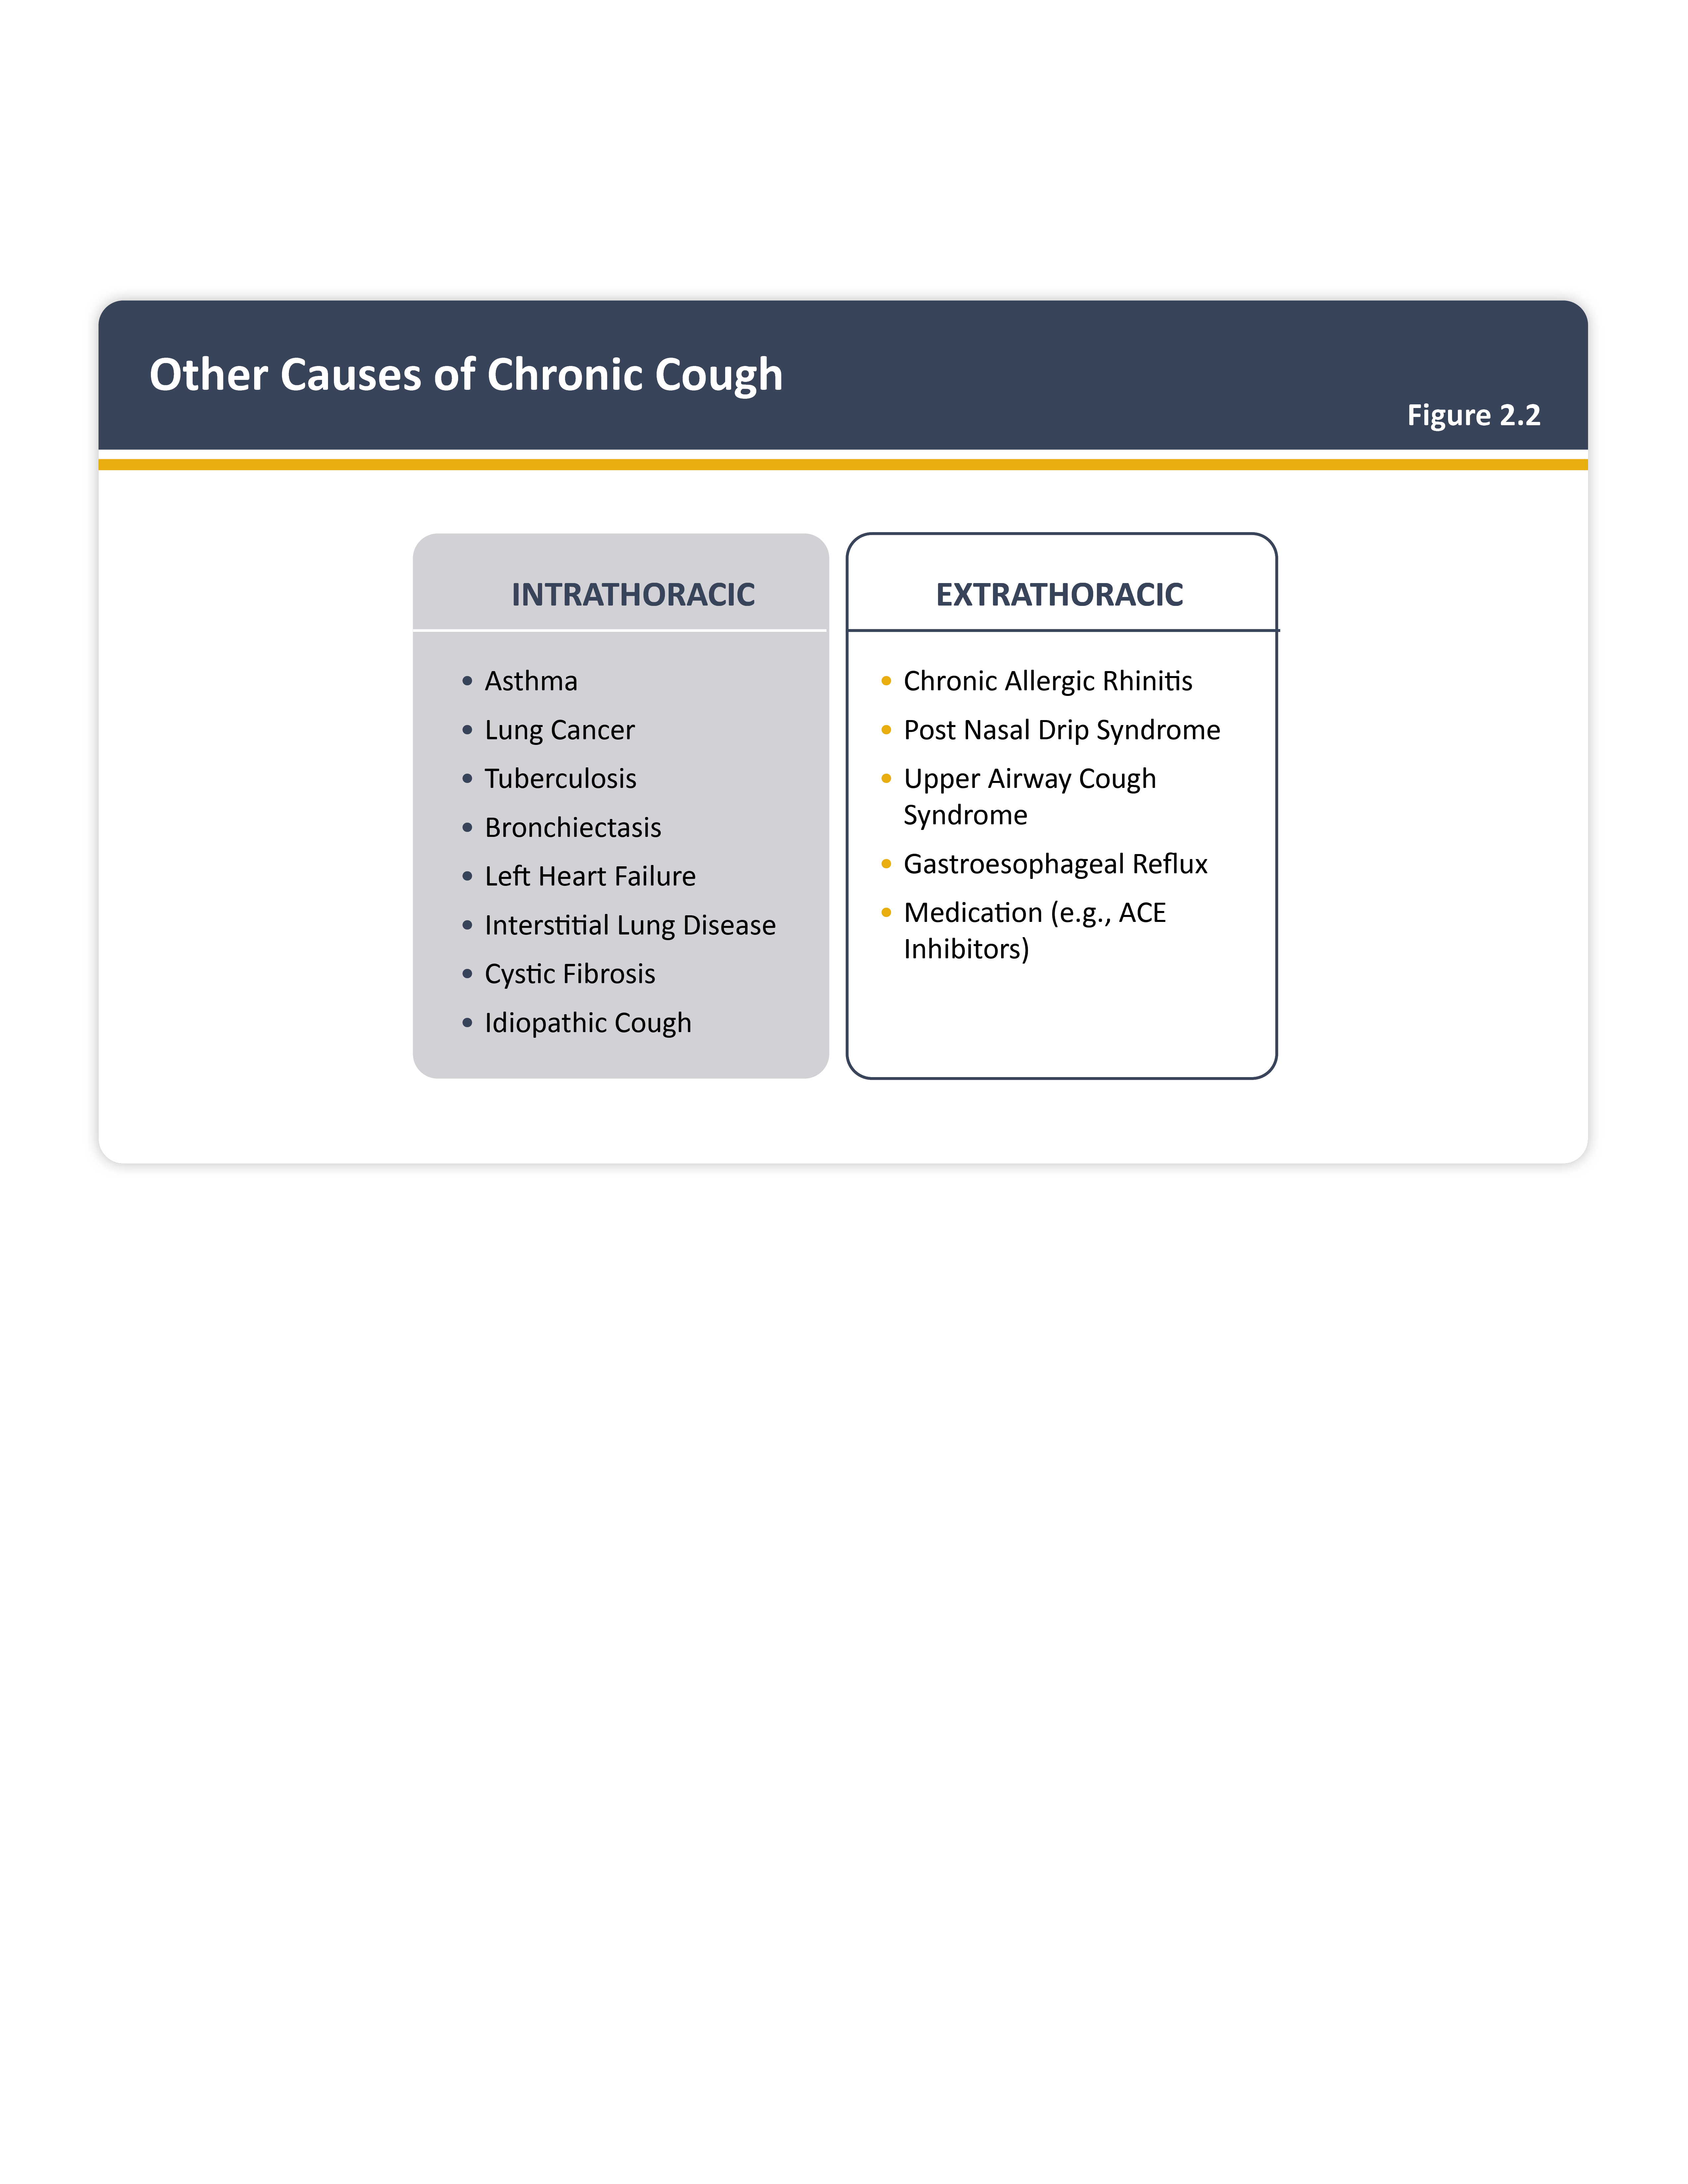 Other Causes of Chronic Cough
Figure 2.2
INTRATHORACIC
• Asthma
• Lung Cancer
• Tuberculosis
• Bronchiectasis
• Left Heart Failure
• Interstitial Lung Disease
• Cystic Fibrosis
• Idiopathic Cough
EXTRATHORACIC
• Chronic Allergic Rhinitis
• Post Nasal Drip Syndrome
• Upper Airway Cough
Syndrome
• Gastroesophageal Reflux
• Medication (e.g., ACE
Inhibitors)